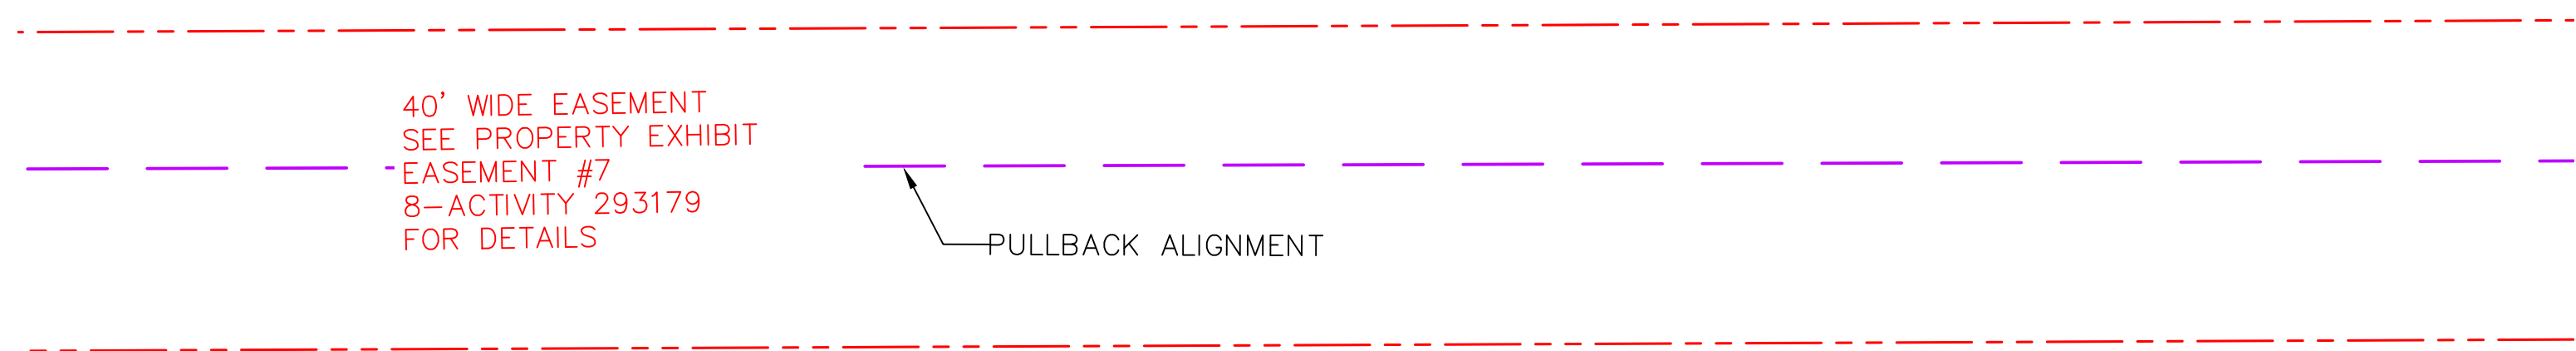 40' WIDE EASEMENT
SEE PROPERTY EXHIBIT
EASEMENT #7
8-ACTIVITY 293179
FOR DETAILS
PULLBACK ALIGNMENT